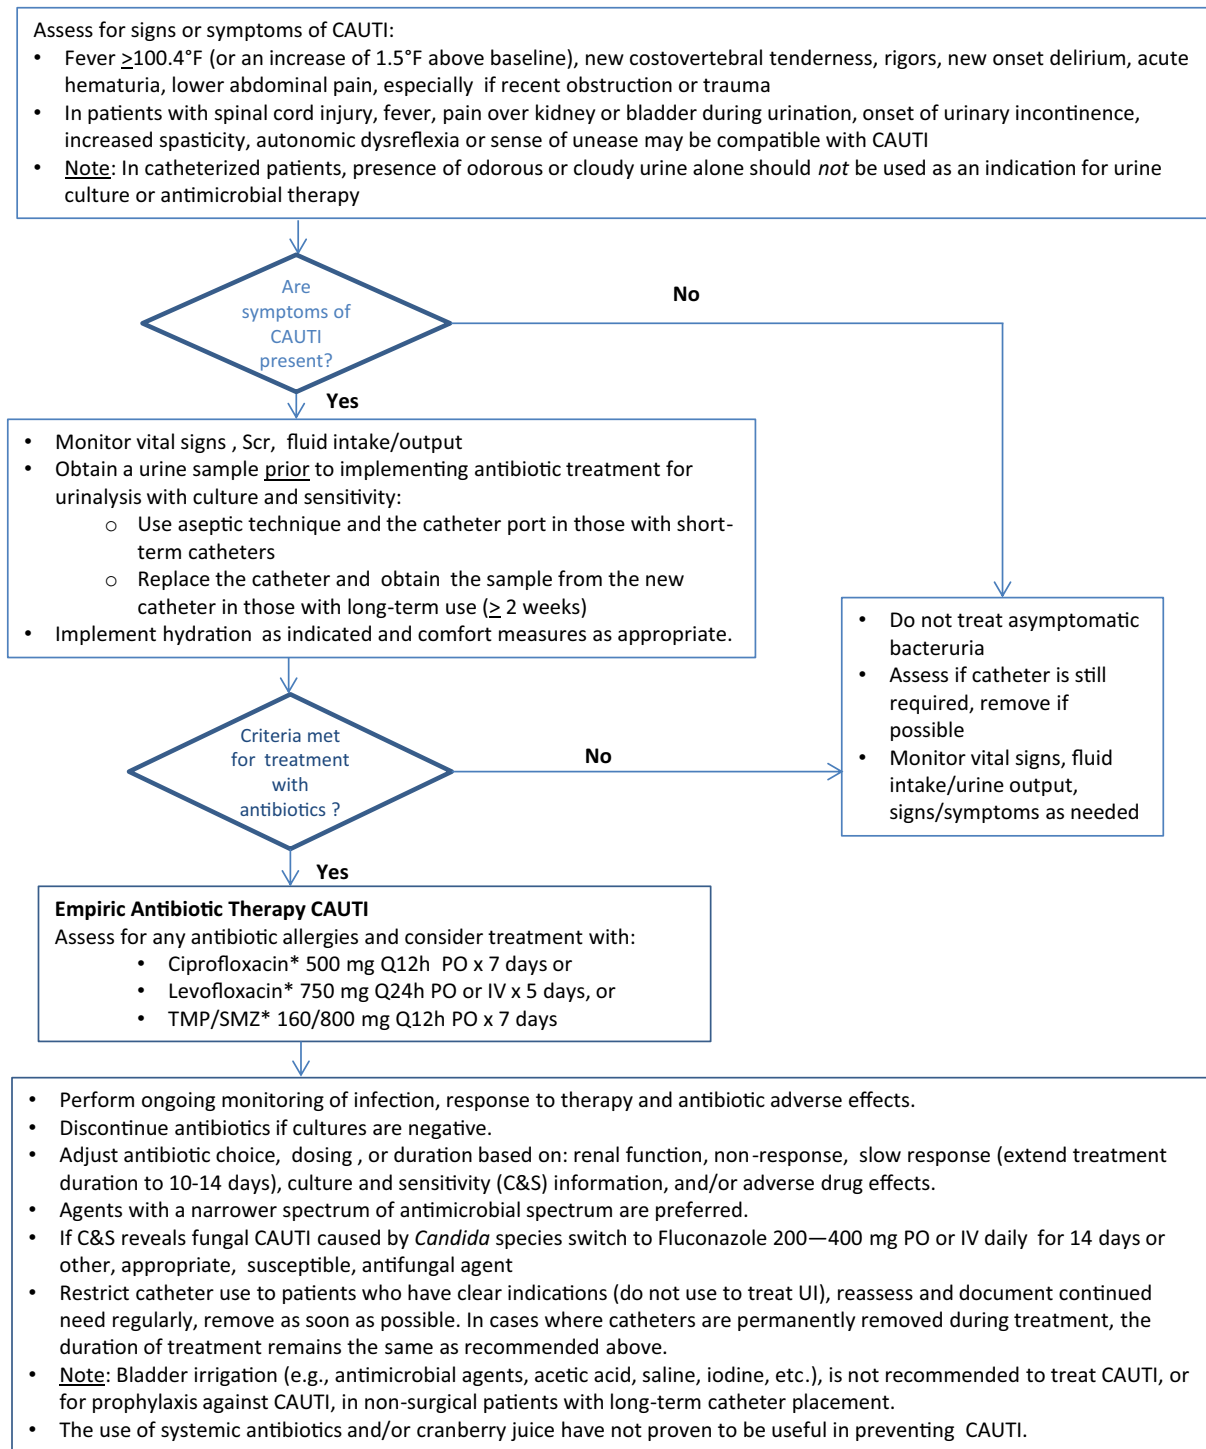 Assess for signs or symptoms of CAUTI:
• Fever ≥100.4°F (or an increase of 1.5°F above baseline), new costovertebral tenderness, rigors, new onset delirium, acute
hematuria, lower abdominal pain, especially if recent obstruction or trauma
• In patients with spinal cord injury, fever, pain over kidney or bladder during urination, onset of urinary incontinence,
increased spasticity, autonomic dysreflexia or sense of unease may be compatible with CAUTI
• Note: In catheterized patients, presence of odorous or cloudy urine alone should not be used as an indication for urine
culture or antimicrobial therapy
Are
symptoms of
CAUTI
present?
No
Yes
• Monitor vital signs , Scr, fluid intake/output
• Obtain a urine sample prior to implementing antibiotic treatment for
urinalysis with culture and sensitivity:
o Use aseptic technique and the catheter port in those with short-
term catheters
o Replace the catheter and obtain the sample from the new
catheter in those with long-term use (≥ 2 weeks)
• Implement hydration as indicated and comfort measures as appropriate.
• Do not treat asymptomatic
bacteruria
• Assess if catheter is still
required, remove if
possible
• Monitor vital signs, fluid
intake/urine output,
signs/symptoms as needed
Criteria met
for treatment
with
antibiotics ?
No
Yes
Empiric Antibiotic Therapy CAUTI
Assess for any antibiotic allergies and consider treatment with:
• Ciprofloxacin* 500 mg Q12h PO x 7 days or
• Levofloxacin* 750 mg Q24h PO or IV x 5 days, or
• TMP/SMZ* 160/800 mg Q12h PO x 7 days
• Perform ongoing monitoring of infection, response to therapy and antibiotic adverse effects.
• Discontinue antibiotics if cultures are negative.
• Adjust antibiotic choice, dosing , or duration based on: renal function, non-response, slow response (extend treatment
duration to 10-14 days), culture and sensitivity (C&S) information, and/or adverse drug effects.
• Agents with a narrower spectrum of antimicrobial spectrum are preferred.
• If C&S reveals fungal CAUTI caused by Candida species switch to Fluconazole 200—400 mg PO or IV daily for 14 days or
other, appropriate, susceptible, antifungal agent
• Restrict catheter use to patients who have clear indications (do not use to treat UI), reassess and document continued
need regularly, remove as soon as possible. In cases where catheters are permanently removed during treatment, the
duration of treatment remains the same as recommended above.
• Note: Bladder irrigation (e.g., antimicrobial agents, acetic acid, saline, iodine, etc.), is not recommended to treat CAUTI, or
for prophylaxis against CAUTI, in non-surgical patients with long-term catheter placement.
• The use of systemic antibiotics and/or cranberry juice have not proven to be useful in preventing CAUTI.